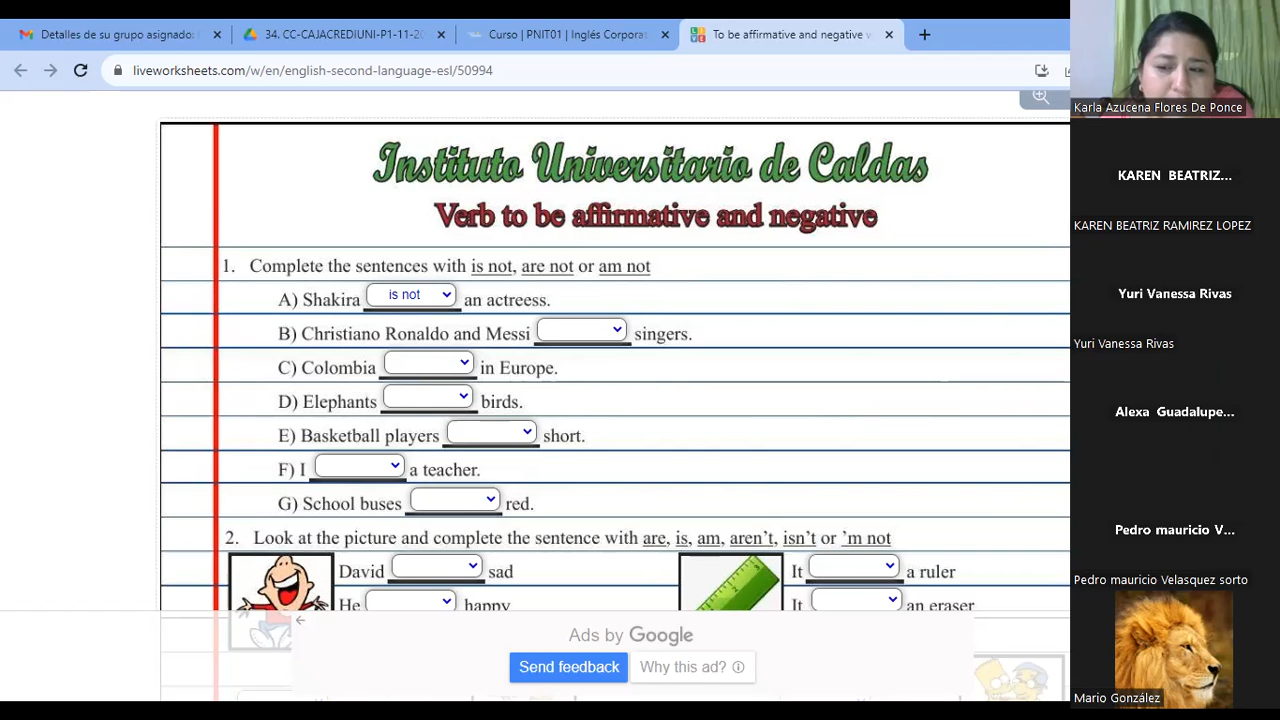 Detalles de su grupo asignado:
34. CC-CAJACREDIUNI-P1-11-20
Curso | PNIT01 | Inglés Corporas
To be affirmative and negative w
liveworksheets.com/w/en/english-second-language-esl/50994
Instituto Universitario de Caldas
Verb to be affirmative and negative
1. Complete the sentences with is not, are not or am not
A) Shakira is not an actreess.
B) Christiano Ronaldo and Messi singers.
C) Colombia in Europe.
D) Elephants birds.
E) Basketball players short.
F) I a teacher.
G) School buses red.
2. Look at the picture and complete the sentence with are, is, am, aren't, isn't or 'm not
David sad
It a ruler
He happy
It an eraser
Ads by Google
Send feedback
Why this ad?
Karla Azucena Flores De Ponce
KAREN BEATRIZ...
KAREN BEATRIZ RAMIREZ LOPEZ
Yuri Vanessa Rivas
Yuri Vanessa Rivas
Alexa Guadalupe...
Pedro mauricio V...
Pedro mauricio Velasquez sorto
Mario González